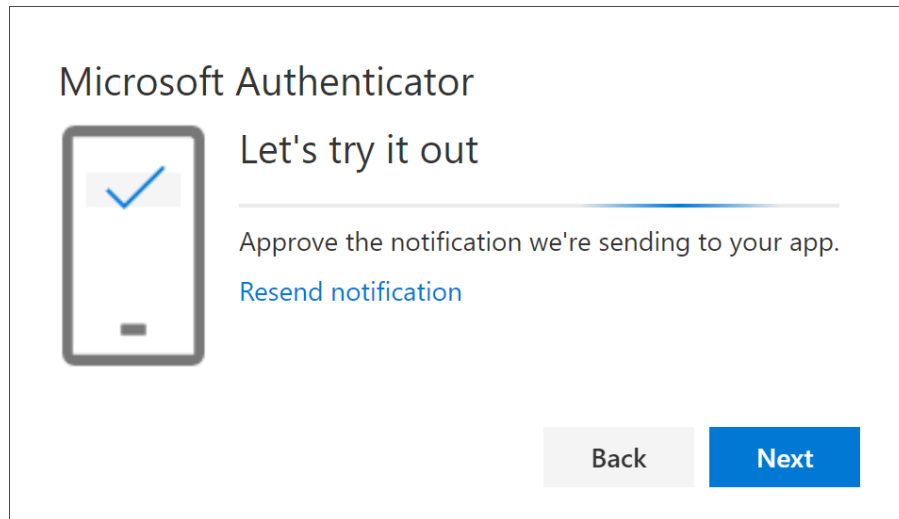 Microsoft Authenticator
Let's try it out
Approve the notification we're sending to your app.
Resend notification
Back
Next